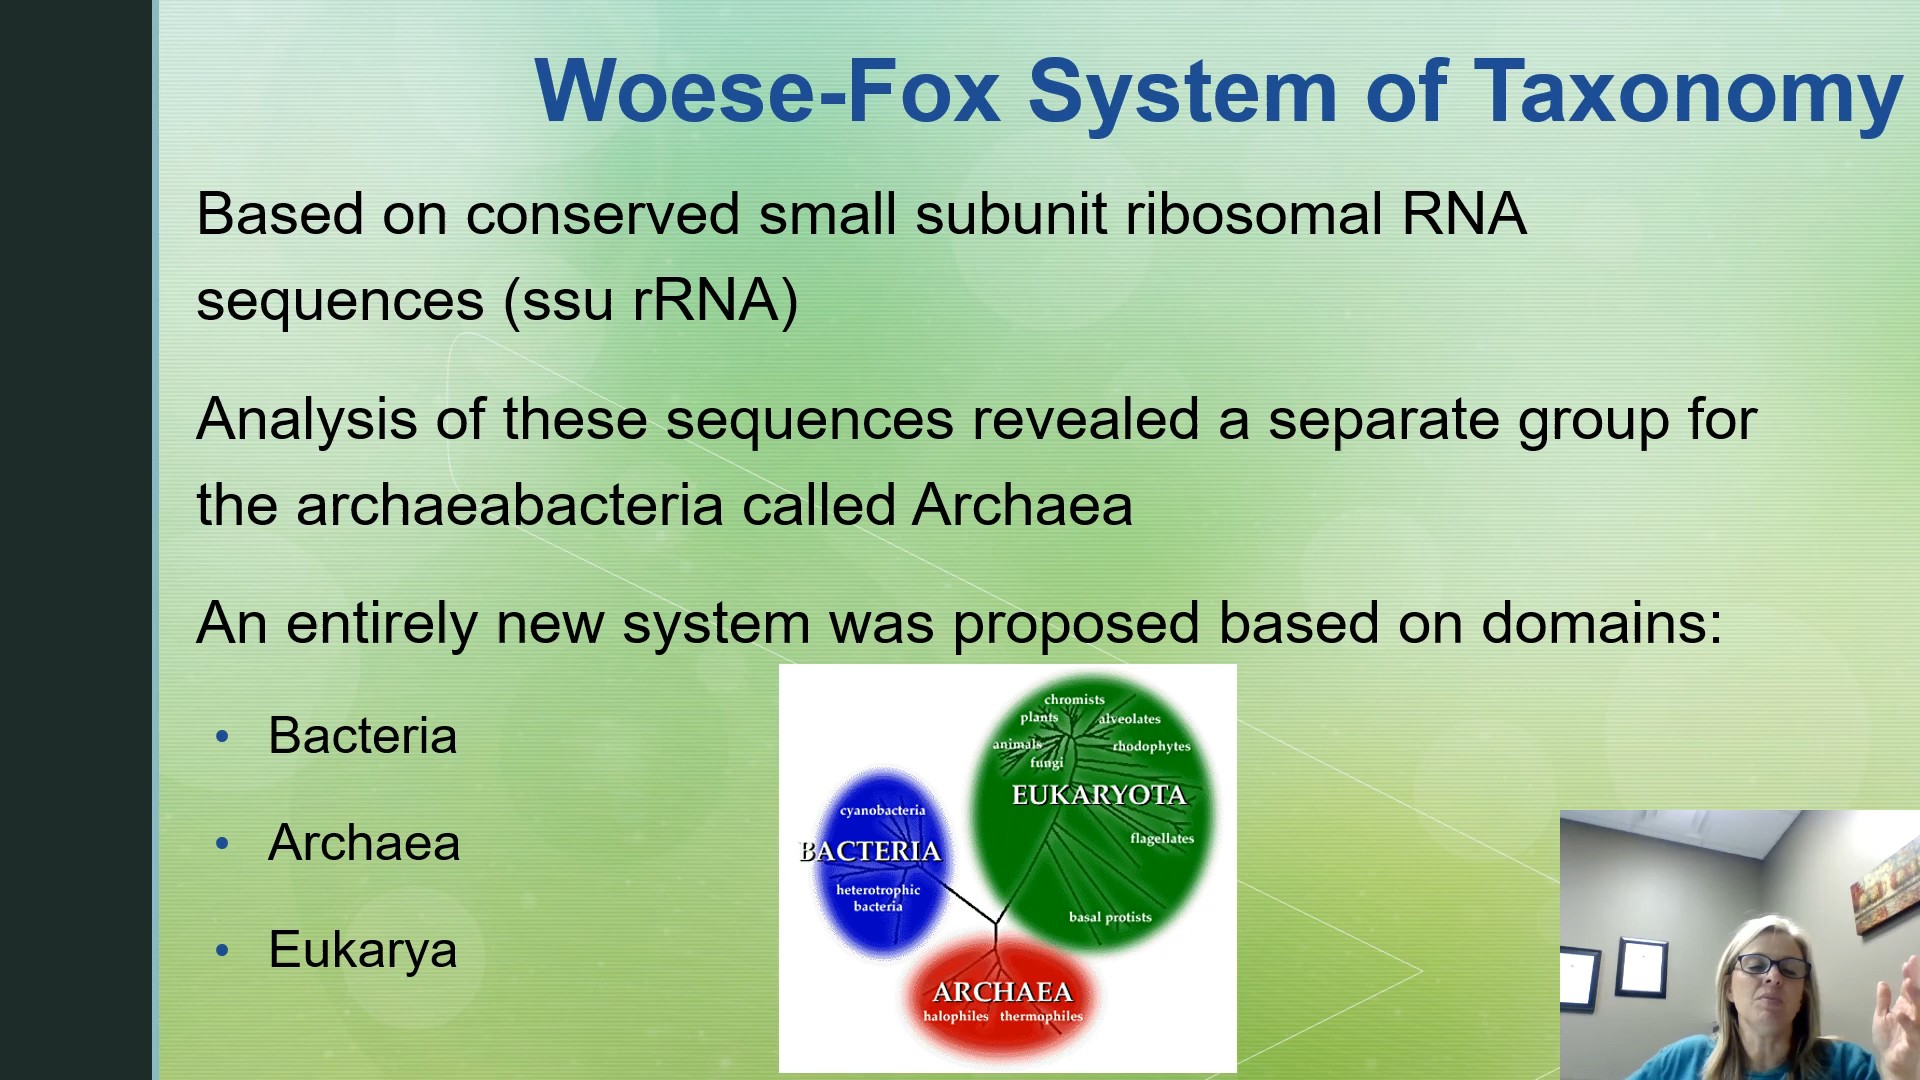 Woese-Fox System of Taxonomy
Based on conserved small subunit ribosomal RNA
sequences (ssu rRNA)
Analysis of these sequences revealed a separate group for
the archaeabacteria called Archaea
An entirely new system was proposed based on domains:
• Bacteria
• Archaea
• Eukarya
chromists
plants
alveolates
animals
rhodophytes
fungi
EUKARYOTA
flagellates
basal protists
cyanobacteria
BACTERIA
heterotrophic
bacteria
ARCHAEA
halophiles thermophiles